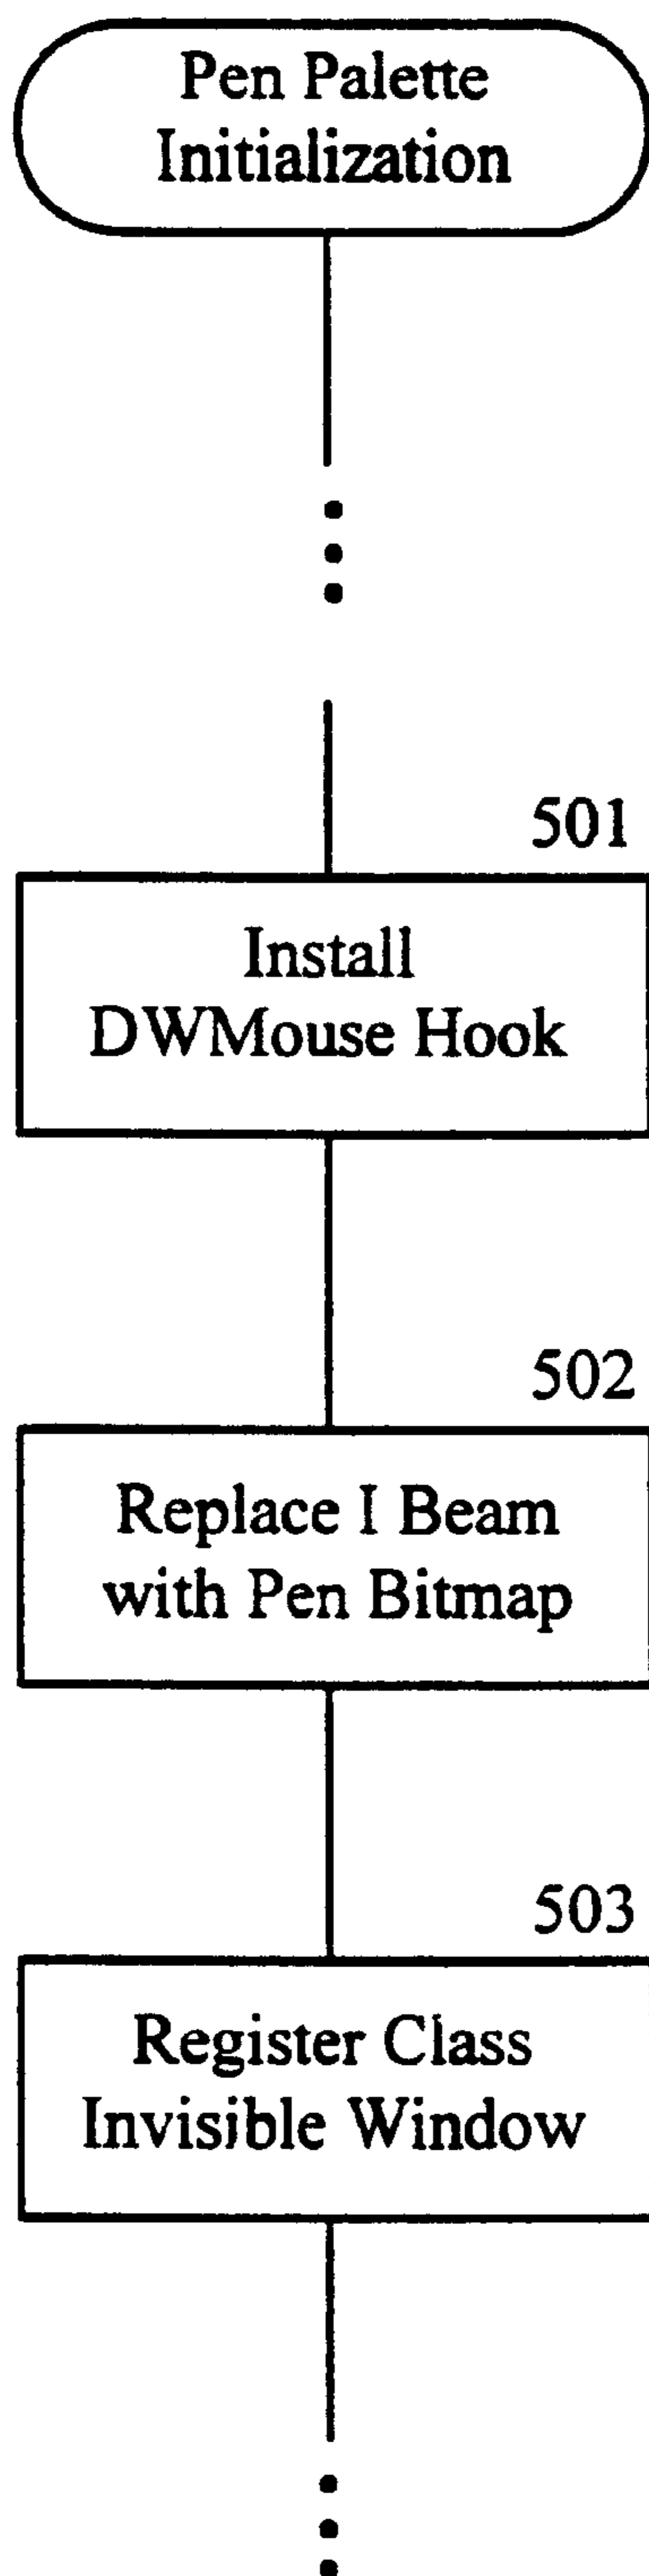 Pen Palette
Initialization
501
Install
DWMouse Hook
502
Replace I Beam
with Pen Bitmap
503
Register Class
Invisible Window